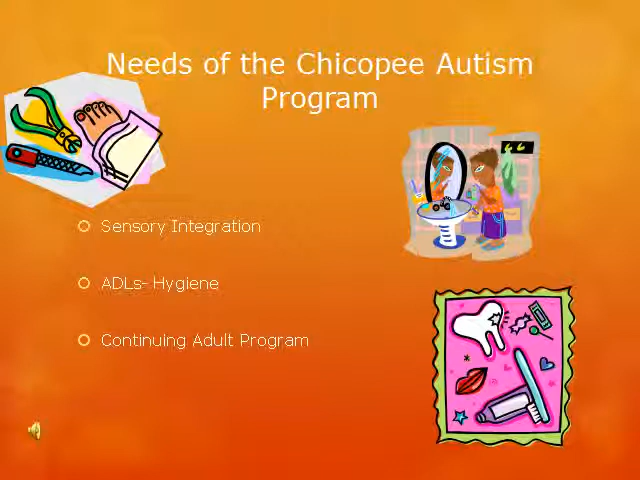 Needs of the Chicopee Autism
Program
Sensory Integration
ADLs- Hygiene
Continuing Adult Program